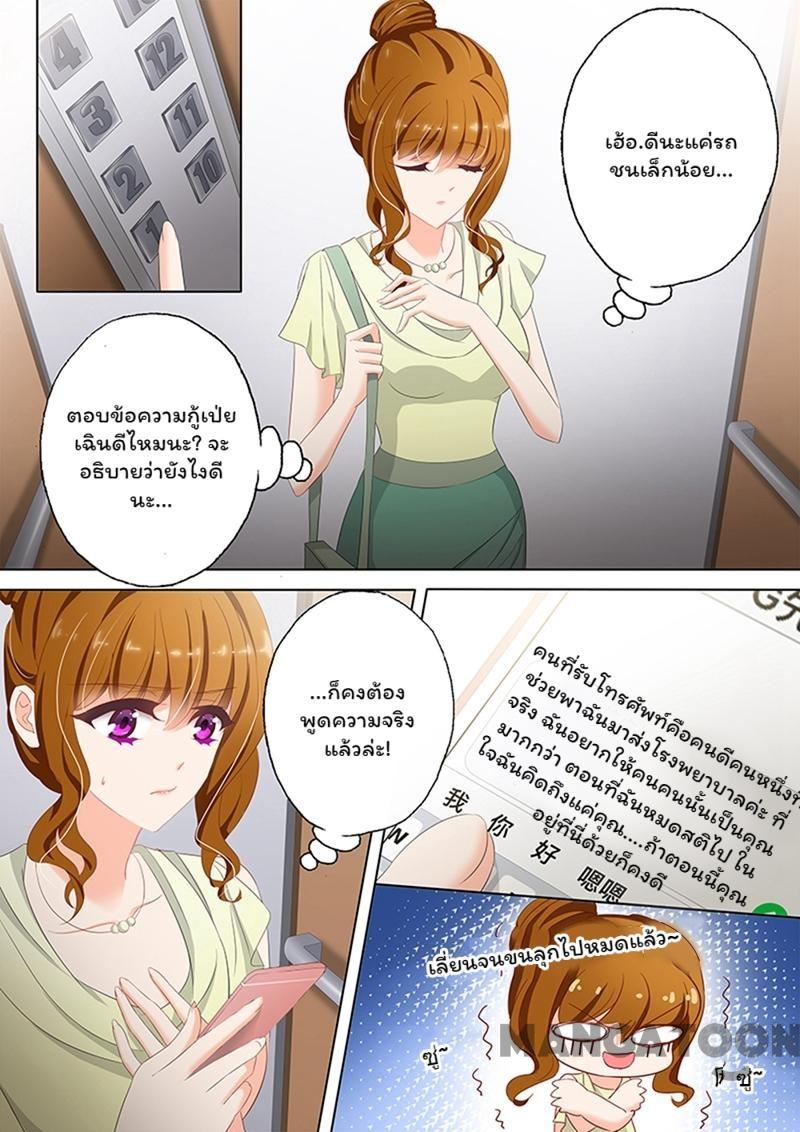 4
12
3
11
2
10
1
เฮ้อ.ดีนะแค่รถ
ชนเล็กน้อย...
ตอบข้อความกู้เป่ย
เฉินดีไหมนะ? จะ
อธิบายว่ายังไงดี
นะ...
...ก็คงต้อง
พูดความจริง
แล้วล่ะ!
คนที่รับโทรศัพท์คือคนดีคนหนึ่งที่
ช่วยพาฉันมาส่งโรงพยาบาลค่ะ ที่
จริง ฉันอยากให้คนคนนั้นเป็นคุณ
มากกว่า ตอนที่ฉันหมดสติไป ใน
ใจฉันคิดถึงแค่คุณ....ถ้าตอนนี้คุณ
อยู่ที่นี่ด้วยก็คงดี
我 你 好 嗯嗯
เลี่ยนจนขนลุกไปหมดแล้ว~
ซู่~
ซู่~
MANGATOON